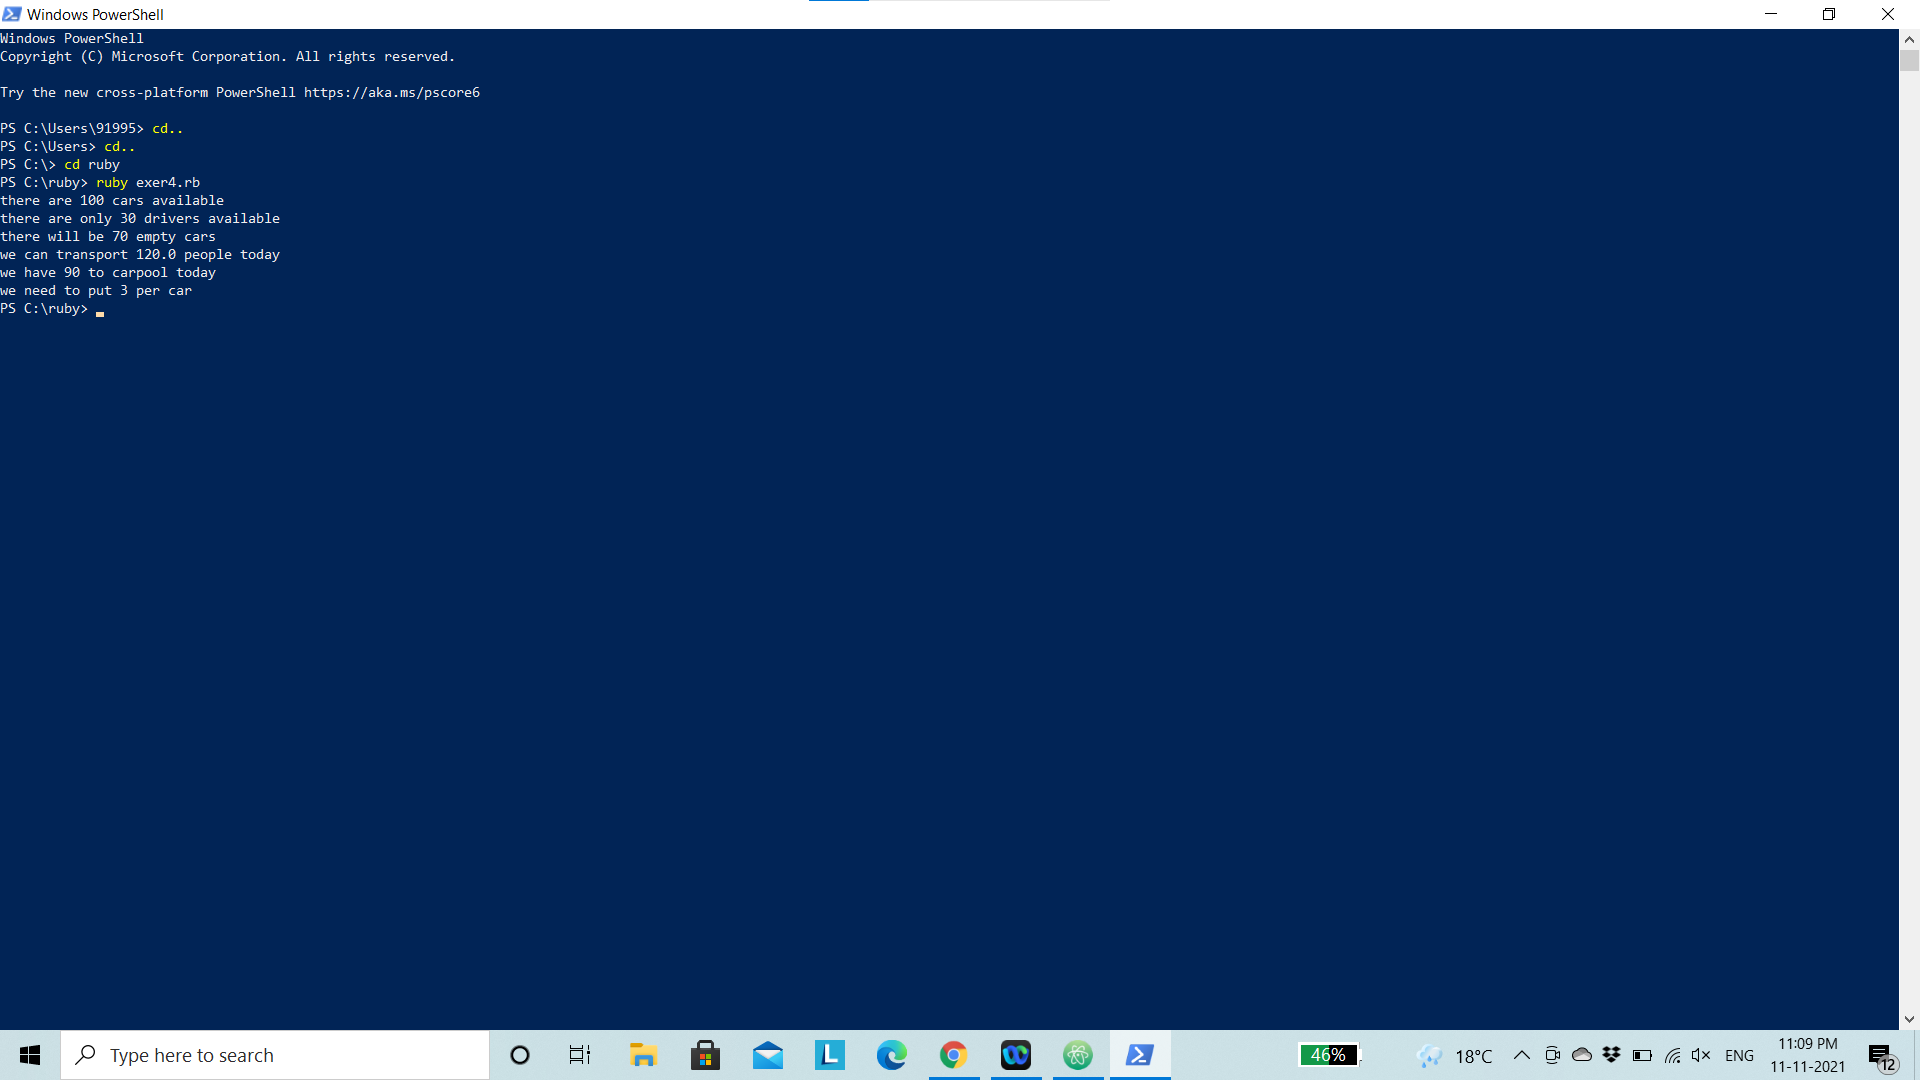 Windows PowerShell
Windows PowerShell
Copyright (C) Microsoft Corporation. All rights reserved.
Try the new cross-platform PowerShell https://aka.ms/pscore6
PS C:\Users\91995> cd..
PS C:\Users> cd..
PS C:\> cd ruby
PS C:\ruby> ruby exer4.rb
there are 100 cars available
there are only 30 drivers available
there will be 70 empty cars
we can transport 120.0 people today
we have 90 to carpool today
we need to put 3 per car
PS C:\ruby>
Type here to search
L
46%
18°C
ENG
11:09 PM
11-11-2021
12